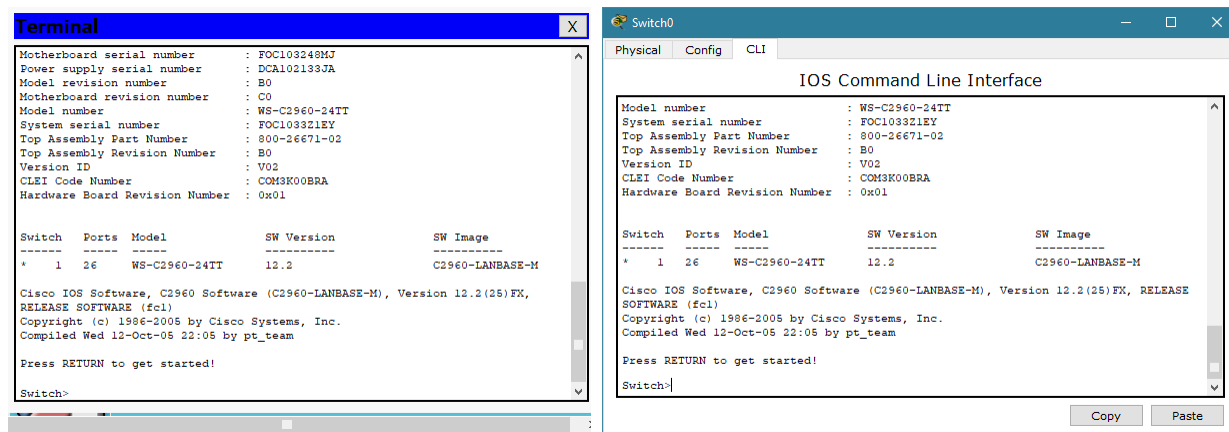 Terminal X
Motherboard serial number : FOC103248MJ
Power supply serial number : DCA102133JA
Model revision number : B0
Motherboard revision number : C0
Model number : WS-C2960-24TT
System serial number : FOC1033Z1EY
Top Assembly Part Number : 800-26671-02
Top Assembly Revision Number : B0
Version ID : V02
CLEI Code Number : COM3K00BRA
Hardware Board Revision Number : 0x01
Switch Ports Model SW Version SW Image
------ ----- ----- ---------- ----------
* 1 26 WS-C2960-24TT 12.2 C2960-LANBASE-M
Cisco IOS Software, C2960 Software (C2960-LANBASE-M), Version 12.2(25)FX,
RELEASE SOFTWARE (fc1)
Copyright (c) 1986-2005 by Cisco Systems, Inc.
Compiled Wed 12-Oct-05 22:05 by pt_team
Press RETURN to get started!
Switch>
Switch0
Physical Config CLI
IOS Command Line Interface
Model number : WS-C2960-24TT
System serial number : FOC1033Z1EY
Top Assembly Part Number : 800-26671-02
Top Assembly Revision Number : B0
Version ID : V02
CLEI Code Number : COM3K00BRA
Hardware Board Revision Number : 0x01
Switch Ports Model SW Version SW Image
------ ----- ----- ---------- ----------
* 1 26 WS-C2960-24TT 12.2 C2960-LANBASE-M
Cisco IOS Software, C2960 Software (C2960-LANBASE-M), Version 12.2(25)FX, RELEASE
SOFTWARE (fc1)
Copyright (c) 1986-2005 by Cisco Systems, Inc.
Compiled Wed 12-Oct-05 22:05 by pt_team
Press RETURN to get started!
Switch>
Copy Paste